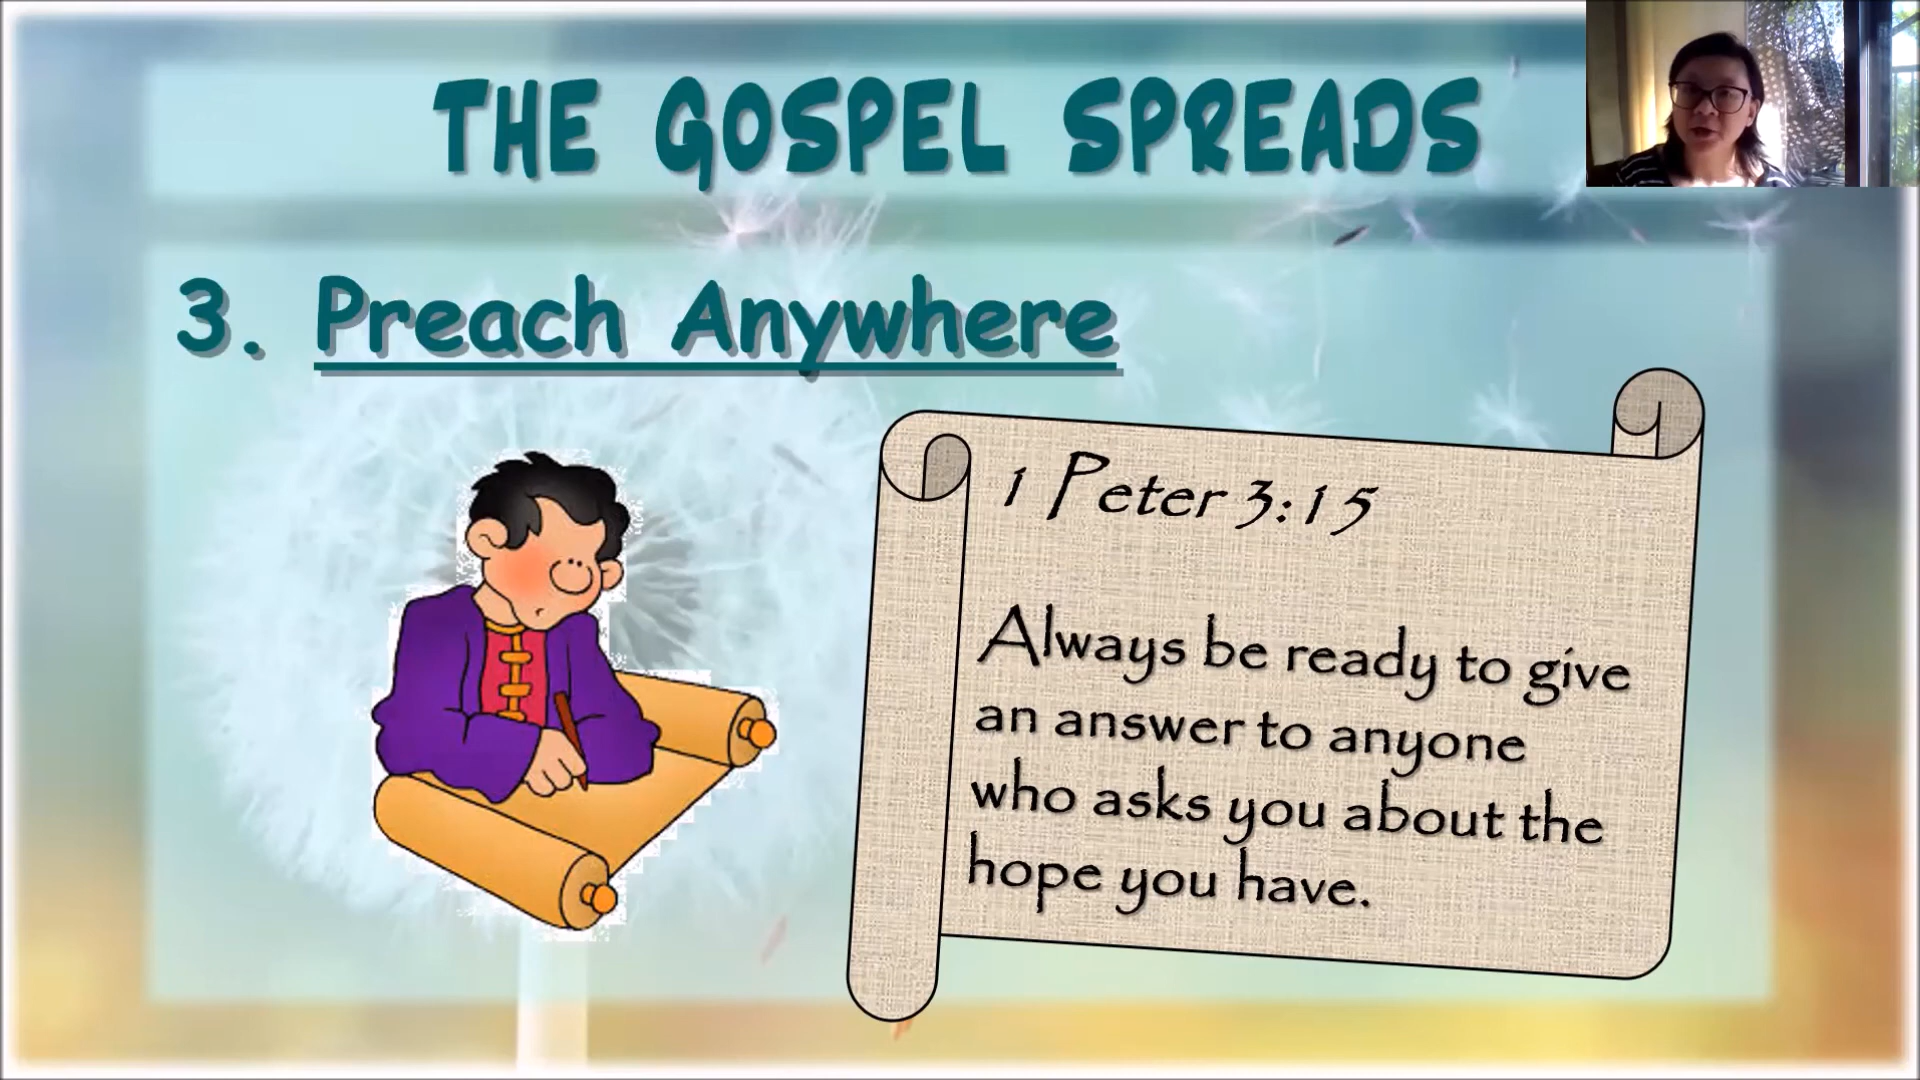 THE GOSPEL SPREADS
3. Preach Anywhere
1 Peter 3:15
Always be ready to give
an answer to anyone
who asks you about the
hope you have.